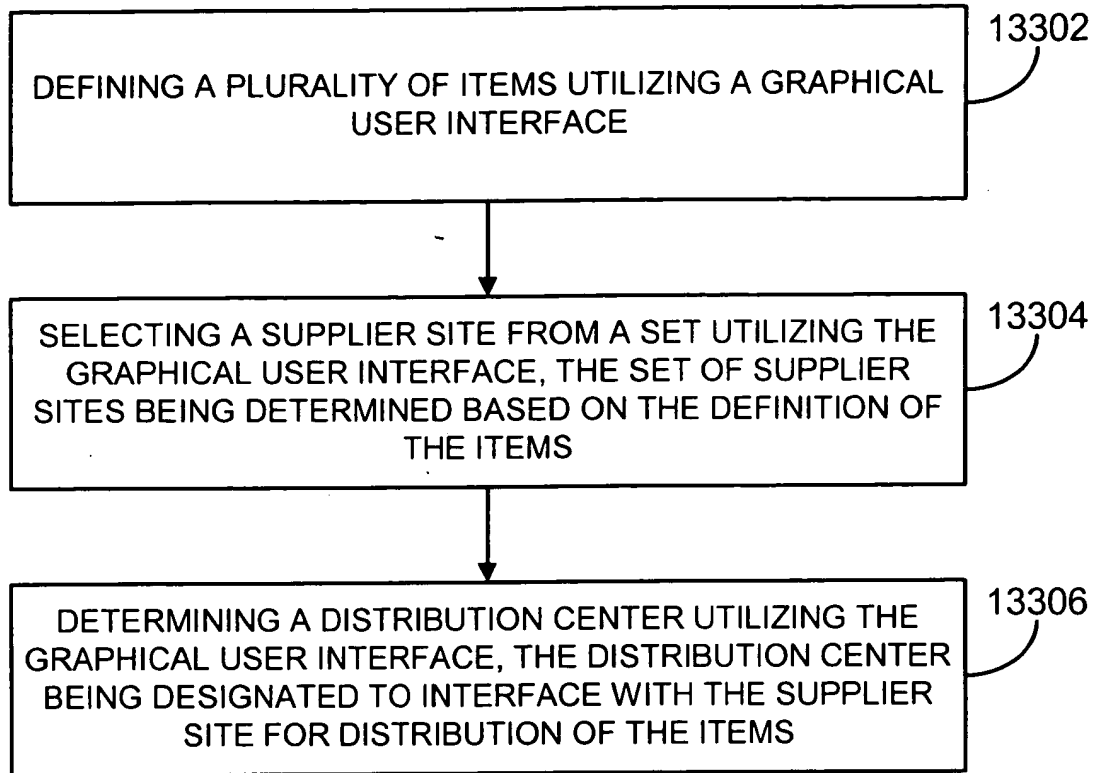 13302
DEFINING A PLURALITY OF ITEMS UTILIZING A GRAPHICAL
USER INTERFACE
13304
SELECTING A SUPPLIER SITE FROM A SET UTILIZING THE
GRAPHICAL USER INTERFACE, THE SET OF SUPPLIER
SITES BEING DETERMINED BASED ON THE DEFINITION OF
THE ITEMS
13306
DETERMINING A DISTRIBUTION CENTER UTILIZING THE
GRAPHICAL USER INTERFACE, THE DISTRIBUTION CENTER
BEING DESIGNATED TO INTERFACE WITH THE SUPPLIER
SITE FOR DISTRIBUTION OF THE ITEMS